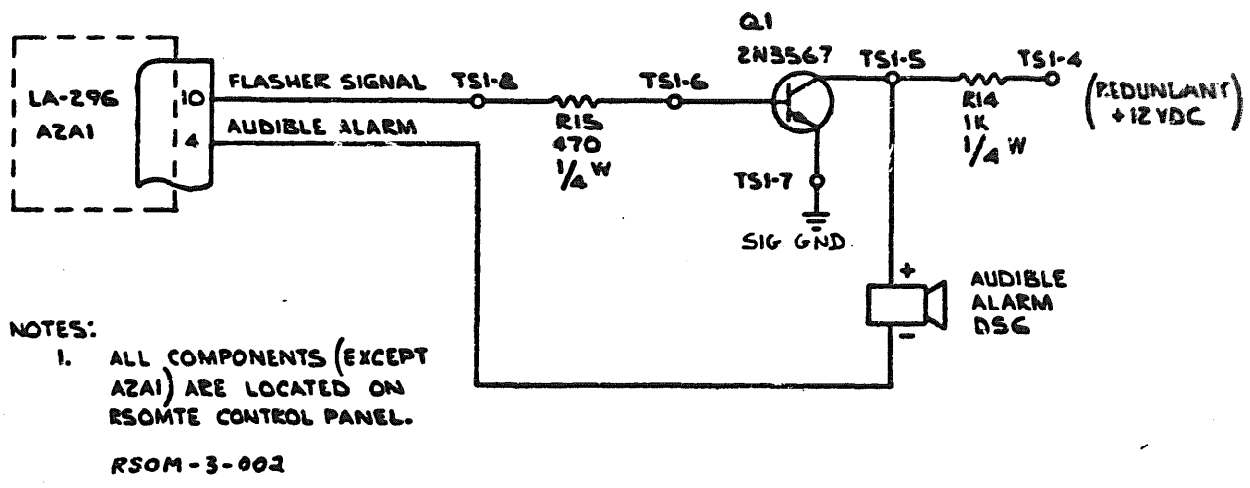 Q1
2N3567
TS1-5
TS1-4
FLASHER SIGNAL
TS1-8
TS1-6
LA-296
A2A1
10
R15
470
1/4 W
R14
1K
1/4 W
(REDUNDANT)
+12 VDC
AUDIBLE ALARM
4
TS1-7
SIG GND
+
-
AUDIBLE
ALARM
DS6
NOTES:
1. ALL COMPONENTS (EXCEPT
A2A1) ARE LOCATED ON
RSOMTE CONTROL PANEL.
RSOM-3-002